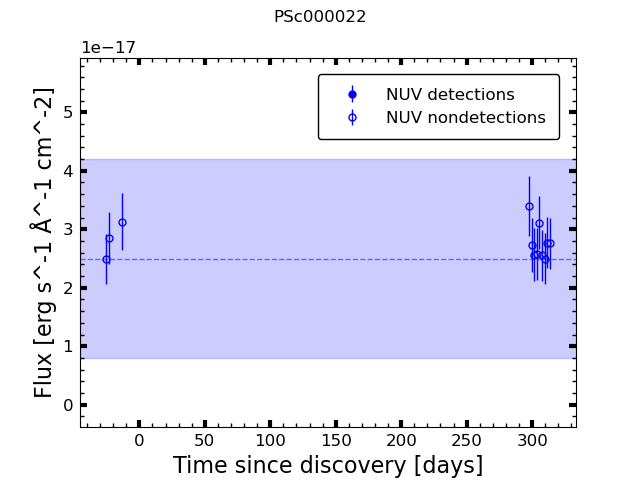 PSc000022
1e−17
NUV detections
NUV nondetections
5
4
3
2
1
0
Flux [erg s^-1 Å^-1 cm^-2]
0 50 100 150 200 250 300
Time since discovery [days]